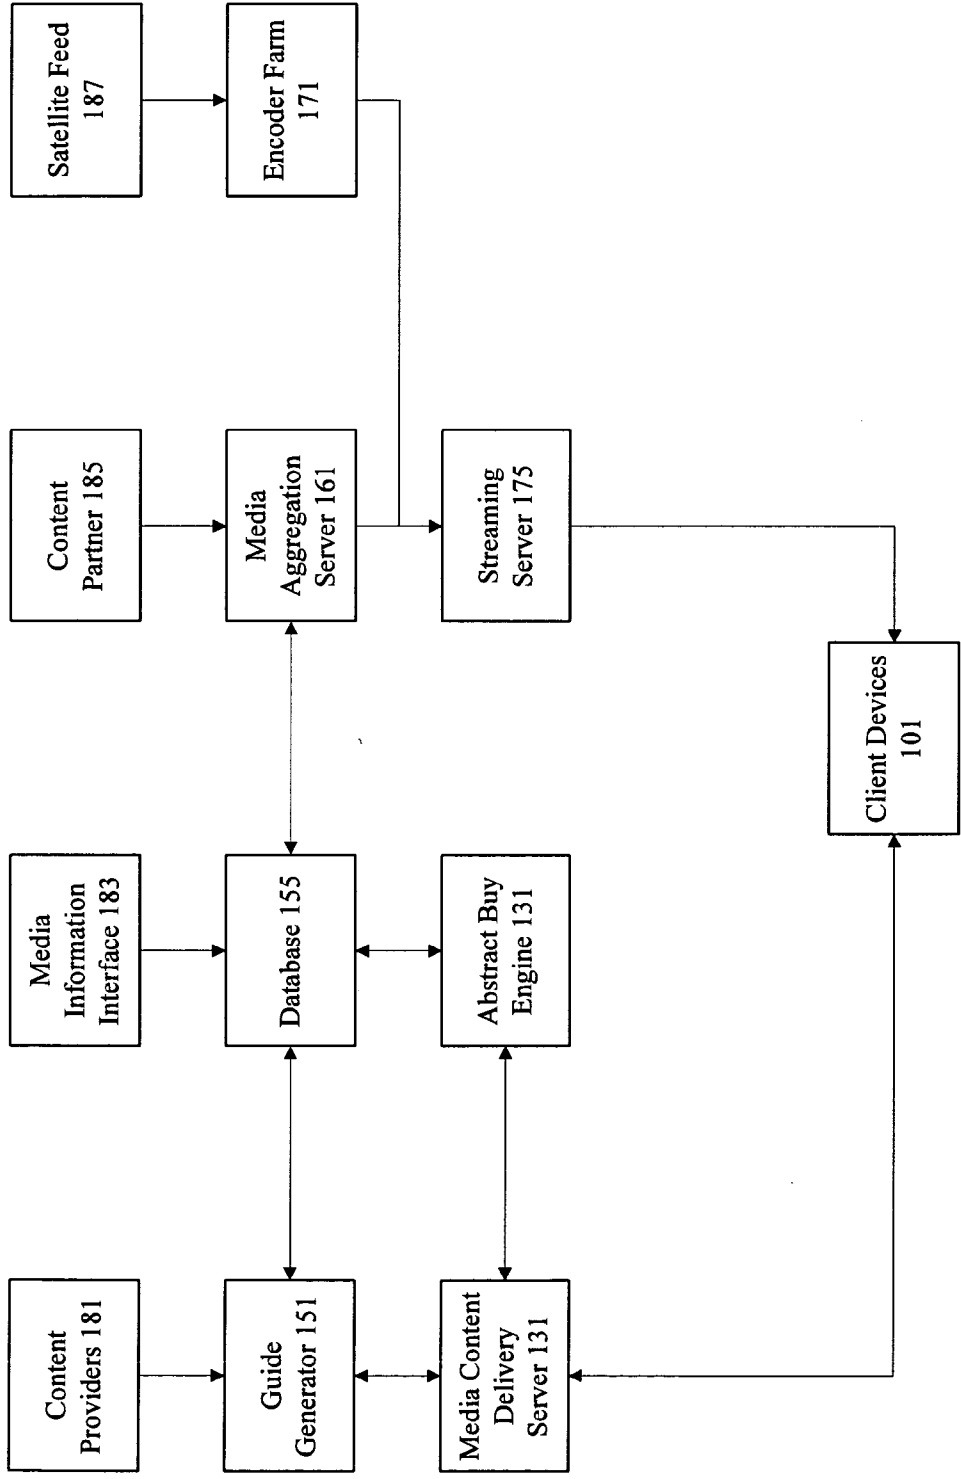 Content
Providers 181
Media
Information
Interface 183
Content
Partner 185
Satellite Feed
187
Guide
Generator 151
Database 155
Media
Aggregation
Server 161
Encoder Farm
171
Media Content
Delivery
Server 131
Abstract Buy
Engine 131
Streaming
Server 175
Client Devices
101